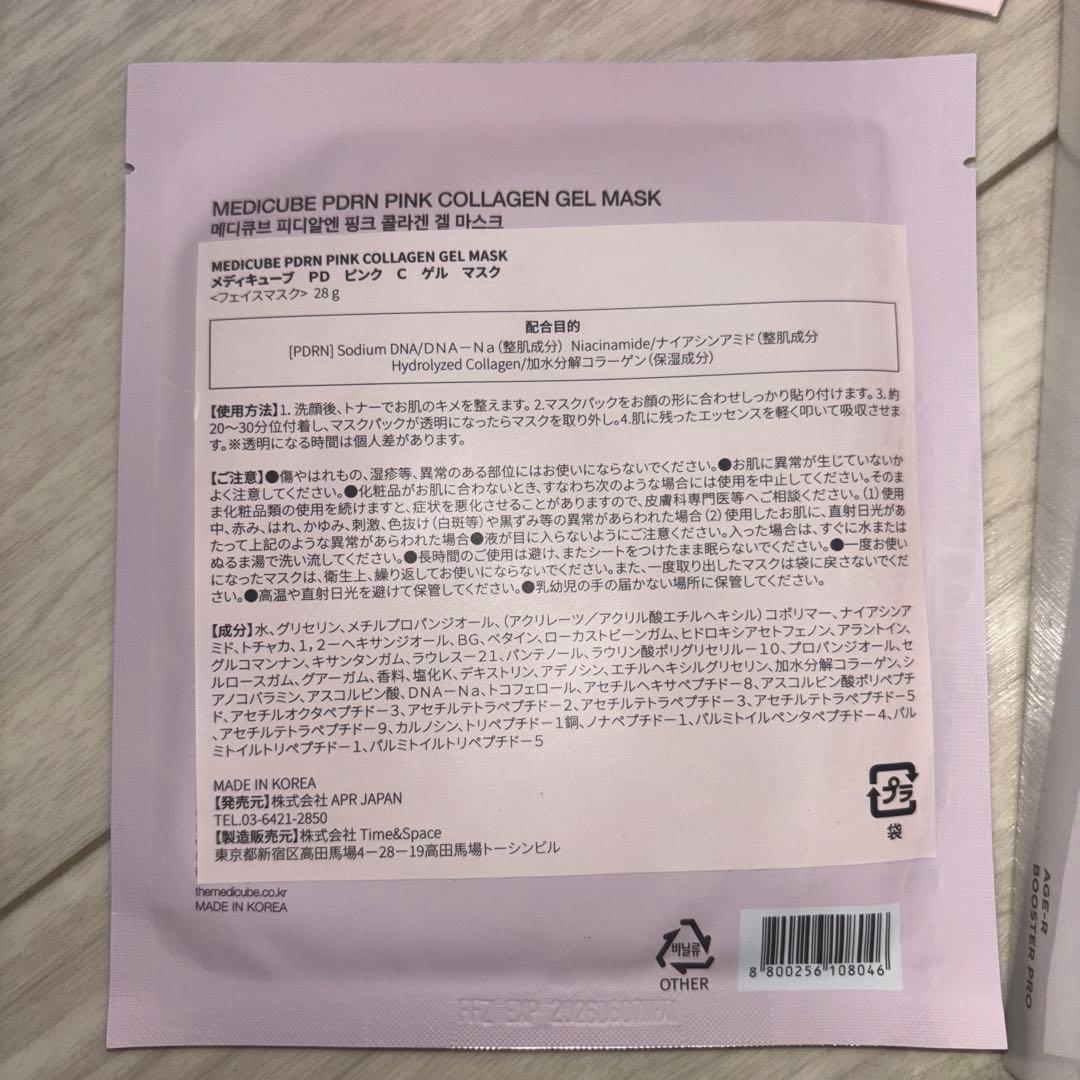 MEDICUBE PDRN PINK COLLAGEN GEL MASK
메디큐브 피디알엔 핑크 콜라겐 겔 마스크
MEDICUBE PDRN PINK COLLAGEN GEL MASK
メディキューブ PD ピンク C ゲル マスク
<フェイスマスク> 28g
配合目的
[PDRN] Sodium DNA/DNA－Na(整肌成分) Niacinamide/ナイアシンアミド(整肌成分
Hydrolyzed Collagen/加水分解コラーゲン(保湿成分)
【使用方法】1. 洗顔後、トナーでお肌のキメを整えます。2.マスクパックをお顔の形に合わせしっかり貼り付けます。3. 約
20～30分位付着し、マスクパックが透明になったらマスクを取り外し。4.肌に残ったエッセンスを軽く叩いて吸収させま
す。※透明になる時間は個人差があります。
【ご注意】●傷やはれもの、湿疹等、異常のある部位にはお使いにならないでください。●お肌に異常が生じていないか
よく注意してください。●化粧品がお肌に合わないとき、すなわち次のような場合には使用を中止してください。そのま
ま化粧品類の使用を続けますと、症状を悪化させることがありますので、皮膚科専門医等へご相談ください。(1)使用
中、赤み、はれ、かゆみ、刺激、色抜け(白斑等)や黒ずみ等の異常があらわれた場合(2)使用したお肌に、直射日光があ
たって上記のような異常があらわれた場合●液が目に入らないようにご注意ください。入った場合は、すぐに水または
ぬるま湯で洗い流してください。●長時間のご使用は避け、またシートをつけたまま眠らないでください。●一度お使い
になったマスクは、衛生上、繰り返してお使いにならないでください。また、一度取り出したマスクは袋に戻さないでくだ
さい。●高温や直射日光を避けて保管してください。●乳幼児の手の届かない場所に保管してください。
【成分】水、グリセリン、メチルプロパンジオール、(アクリレーツ／アクリル酸エチルヘキシル)コポリマー、ナイアシンア
ミド、トチャカ、1,2－ヘキサンジオール、BG、ベタイン、ローカストビーンガム、ヒドロキシアセトフェノン、アラントイン、
グルコマンナン、キサンタンガム、ラウレス－21、パンテノール、ラウリン酸ポリグリセリル－10、プロパンジオール、セ
ルロースガム、グアーガム、香料、塩化K、デキストリン、アデノシン、エチルヘキシルグリセリン、加水分解コラーゲン、シ
アノコバラミン、アスコルビン酸、DNA－Na、トコフェロール、アセチルヘキサペプチド－8、アスコルビン酸ポリペプチ
ド、アセチルオクタペプチド－3、アセチルテトラペプチド－2、アセチルテトラペプチド－3、アセチルテトラペプチド－5
、アセチルテトラペプチド－9、カルノシン、トリペプチド－1銅、ノナペプチド－1、パルミトイルペンタペプチド－4、パル
ミトイルトリペプチド－1、パルミトイルトリペプチド－5
MADE IN KOREA
【発売元】株式会社 APR JAPAN
TEL.03-6421-2850
【製造販売元】株式会社 Time&Space
東京都新宿区高田馬場4－28－19高田馬場トーシンビル
プラ
袋
themedicube.co.kr
MADE IN KOREA
비닐류
OTHER
8 800256 108046
EXP 20260607
AGE-R
BOOSTER PRO